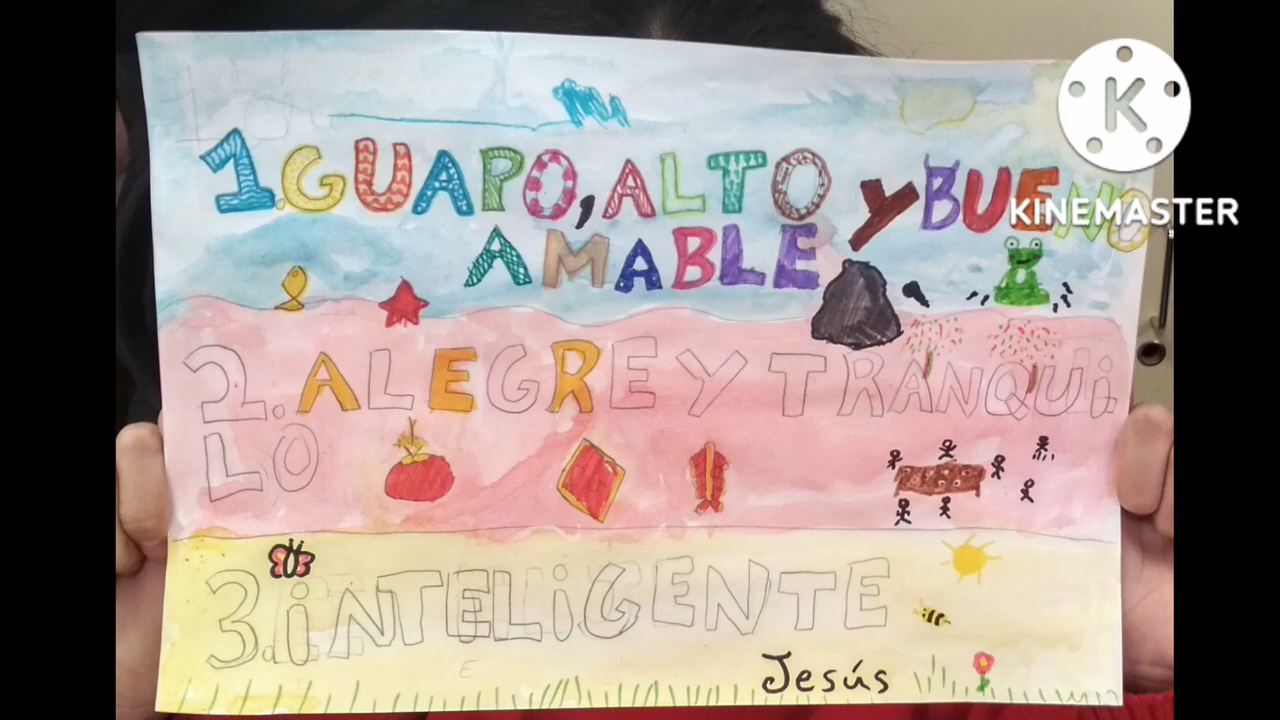 1.GUAPO, ALTO Y BUENO
AMABLE
2.ALEGRE Y TRANQUi.
LO
3.iNTELiGENTE
E
Jesús
K
KINEMASTER